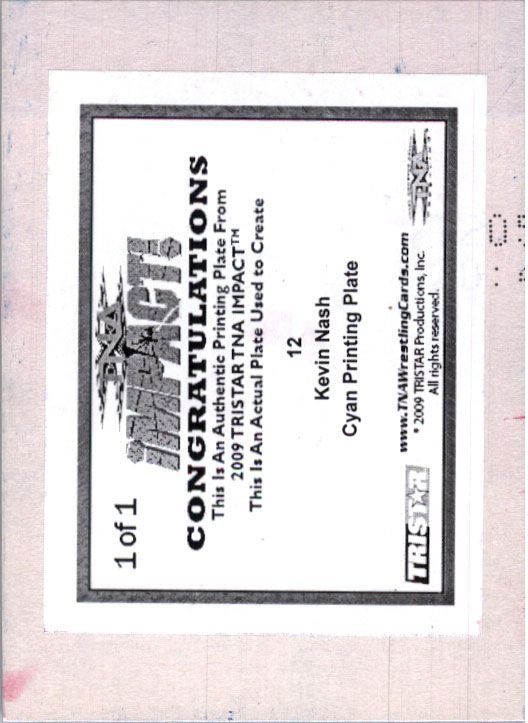 1 of 1
TNA
IMPACT!
CONGRATULATIONS
This Is An Authentic Printing Plate From
2009 TRISTAR TNA IMPACT™
This Is An Actual Plate Used to Create
12
Kevin Nash
Cyan Printing Plate
TRISTAR
www.TNAWrestlingCards.com
* 2009 TRISTAR Productions, Inc.
All rights reserved.
TNA